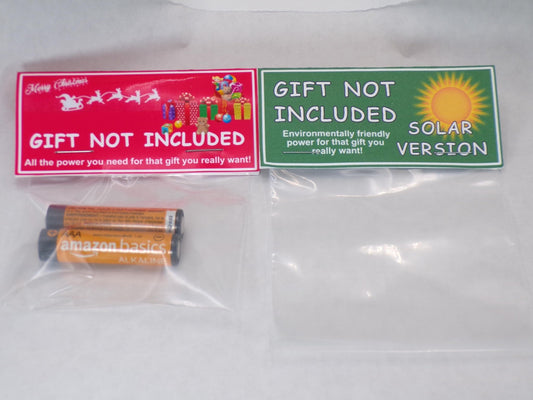 Merry Christmas
GIFT NOT INCLUDED
All the power you need for that gift you really want!
AA
amazon basics
ALKALINE
GIFT NOT
INCLUDED
Environmentally friendly
power for that gift you
really want!
SOLAR
VERSION